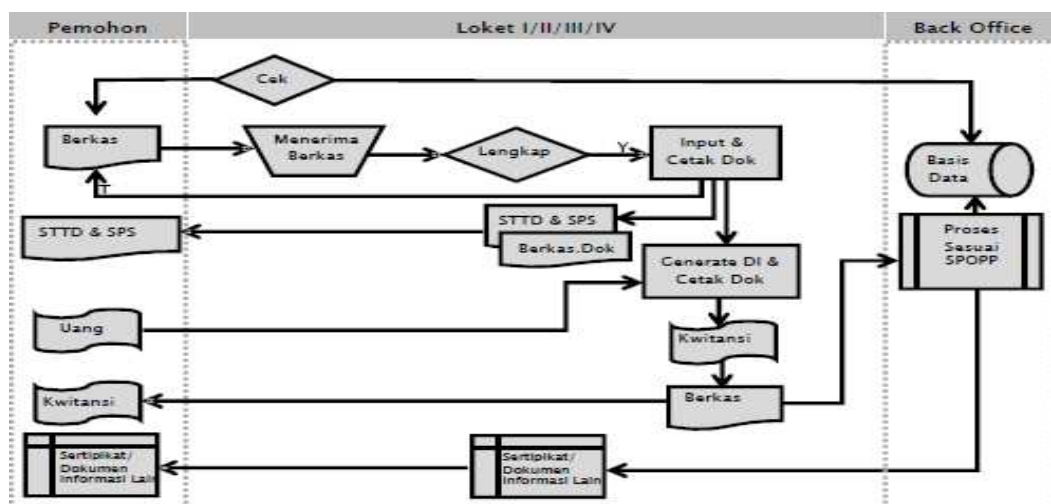 Pemohon
Loket I/II/III/IV
Back Office
Cek
Berkas
Menerima
Berkas
Lengkap
Y
Input &
Cetak Dok
Basis
Data
T
STTD & SPS
STTD & SPS
Berkas.Dok
Generate DI &
Cetak Dok
Proses
Sesuai
SPOPP
Uang
Kwitansi
Kwitansi
Berkas
Sertipikat/
Dokumen
Informasi Lain
Sertipikat/
Dokumen
Informasi Lain